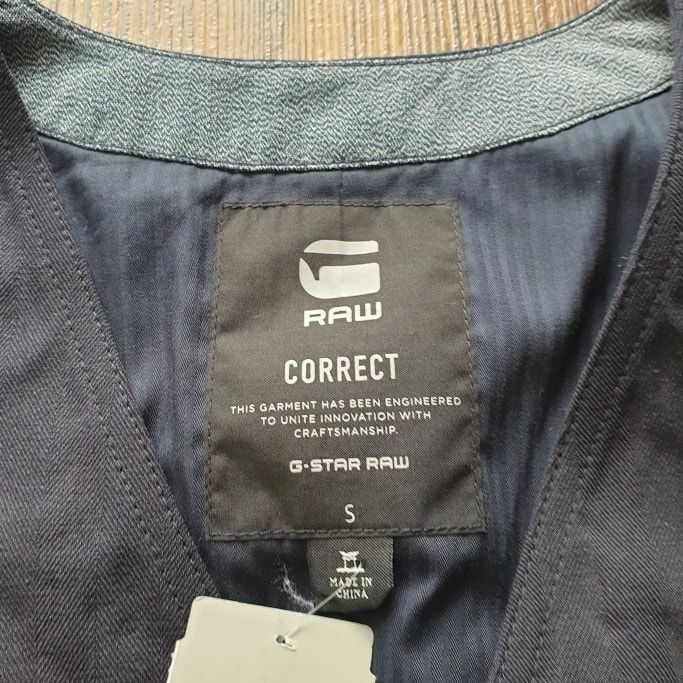 G
RAW
CORRECT
THIS GARMENT HAS BEEN ENGINEERED
TO UNITE INNOVATION WITH
CRAFTSMANSHIP.
G-STAR RAW
S
MADE IN
CHINA